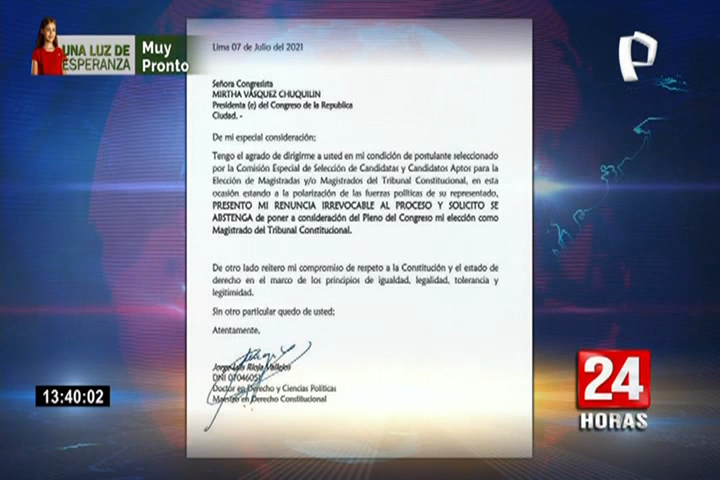 UNA LUZ DE
ESPERANZA
Muy
Pronto
Lima 07 de Julio del 2021
Señora Congresista
MIRTHA VÁSQUEZ CHUQUILIN
Presidenta (e) del Congreso de la Republica
Ciudad. -
De mi especial consideración;
Tengo el agrado de dirigirme a usted en mi condición de postulante seleccionado
por la Comisión Especial de Selección de Candidatas y Candidatos Aptos para la
Elección de Magistradas y/o Magistrados del Tribunal Constitucional, en esta
ocasión estando a la polarización de las fuerzas políticas de su representado,
PRESENTO MI RENUNCIA IRREVOCABLE AL PROCESO Y SOLICITO SE
ABSTENGA de poner a consideración del Pleno del Congreso mi elección como
Magistrado del Tribunal Constitucional.
De otro lado reitero mi compromiso de respeto a la Constitución y el estado de
derecho en el marco de los principios de igualdad, legalidad, tolerancia y
legitimidad.
Sin otro particular quedo de usted;
Atentamente,
Jorge Luis Rioja Vallejos
DNI 07046051
Doctor en Derecho y Ciencias Políticas
Maestro en Derecho Constitucional
13:40:02
24
HORAS